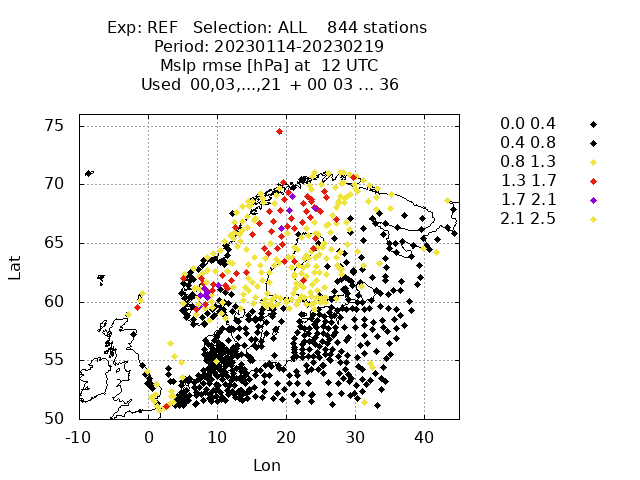 Exp: REF Selection: ALL 844 stations
Period: 20230114-20230219
Mslp rmse [hPa] at 12 UTC
Used 00,03,...,21 + 00 03 ... 36
0.0 0.4
0.4 0.8
0.8 1.3
1.3 1.7
1.7 2.1
2.1 2.5
75
70
65
60
55
50
Lat
-10 0 10 20 30 40
Lon